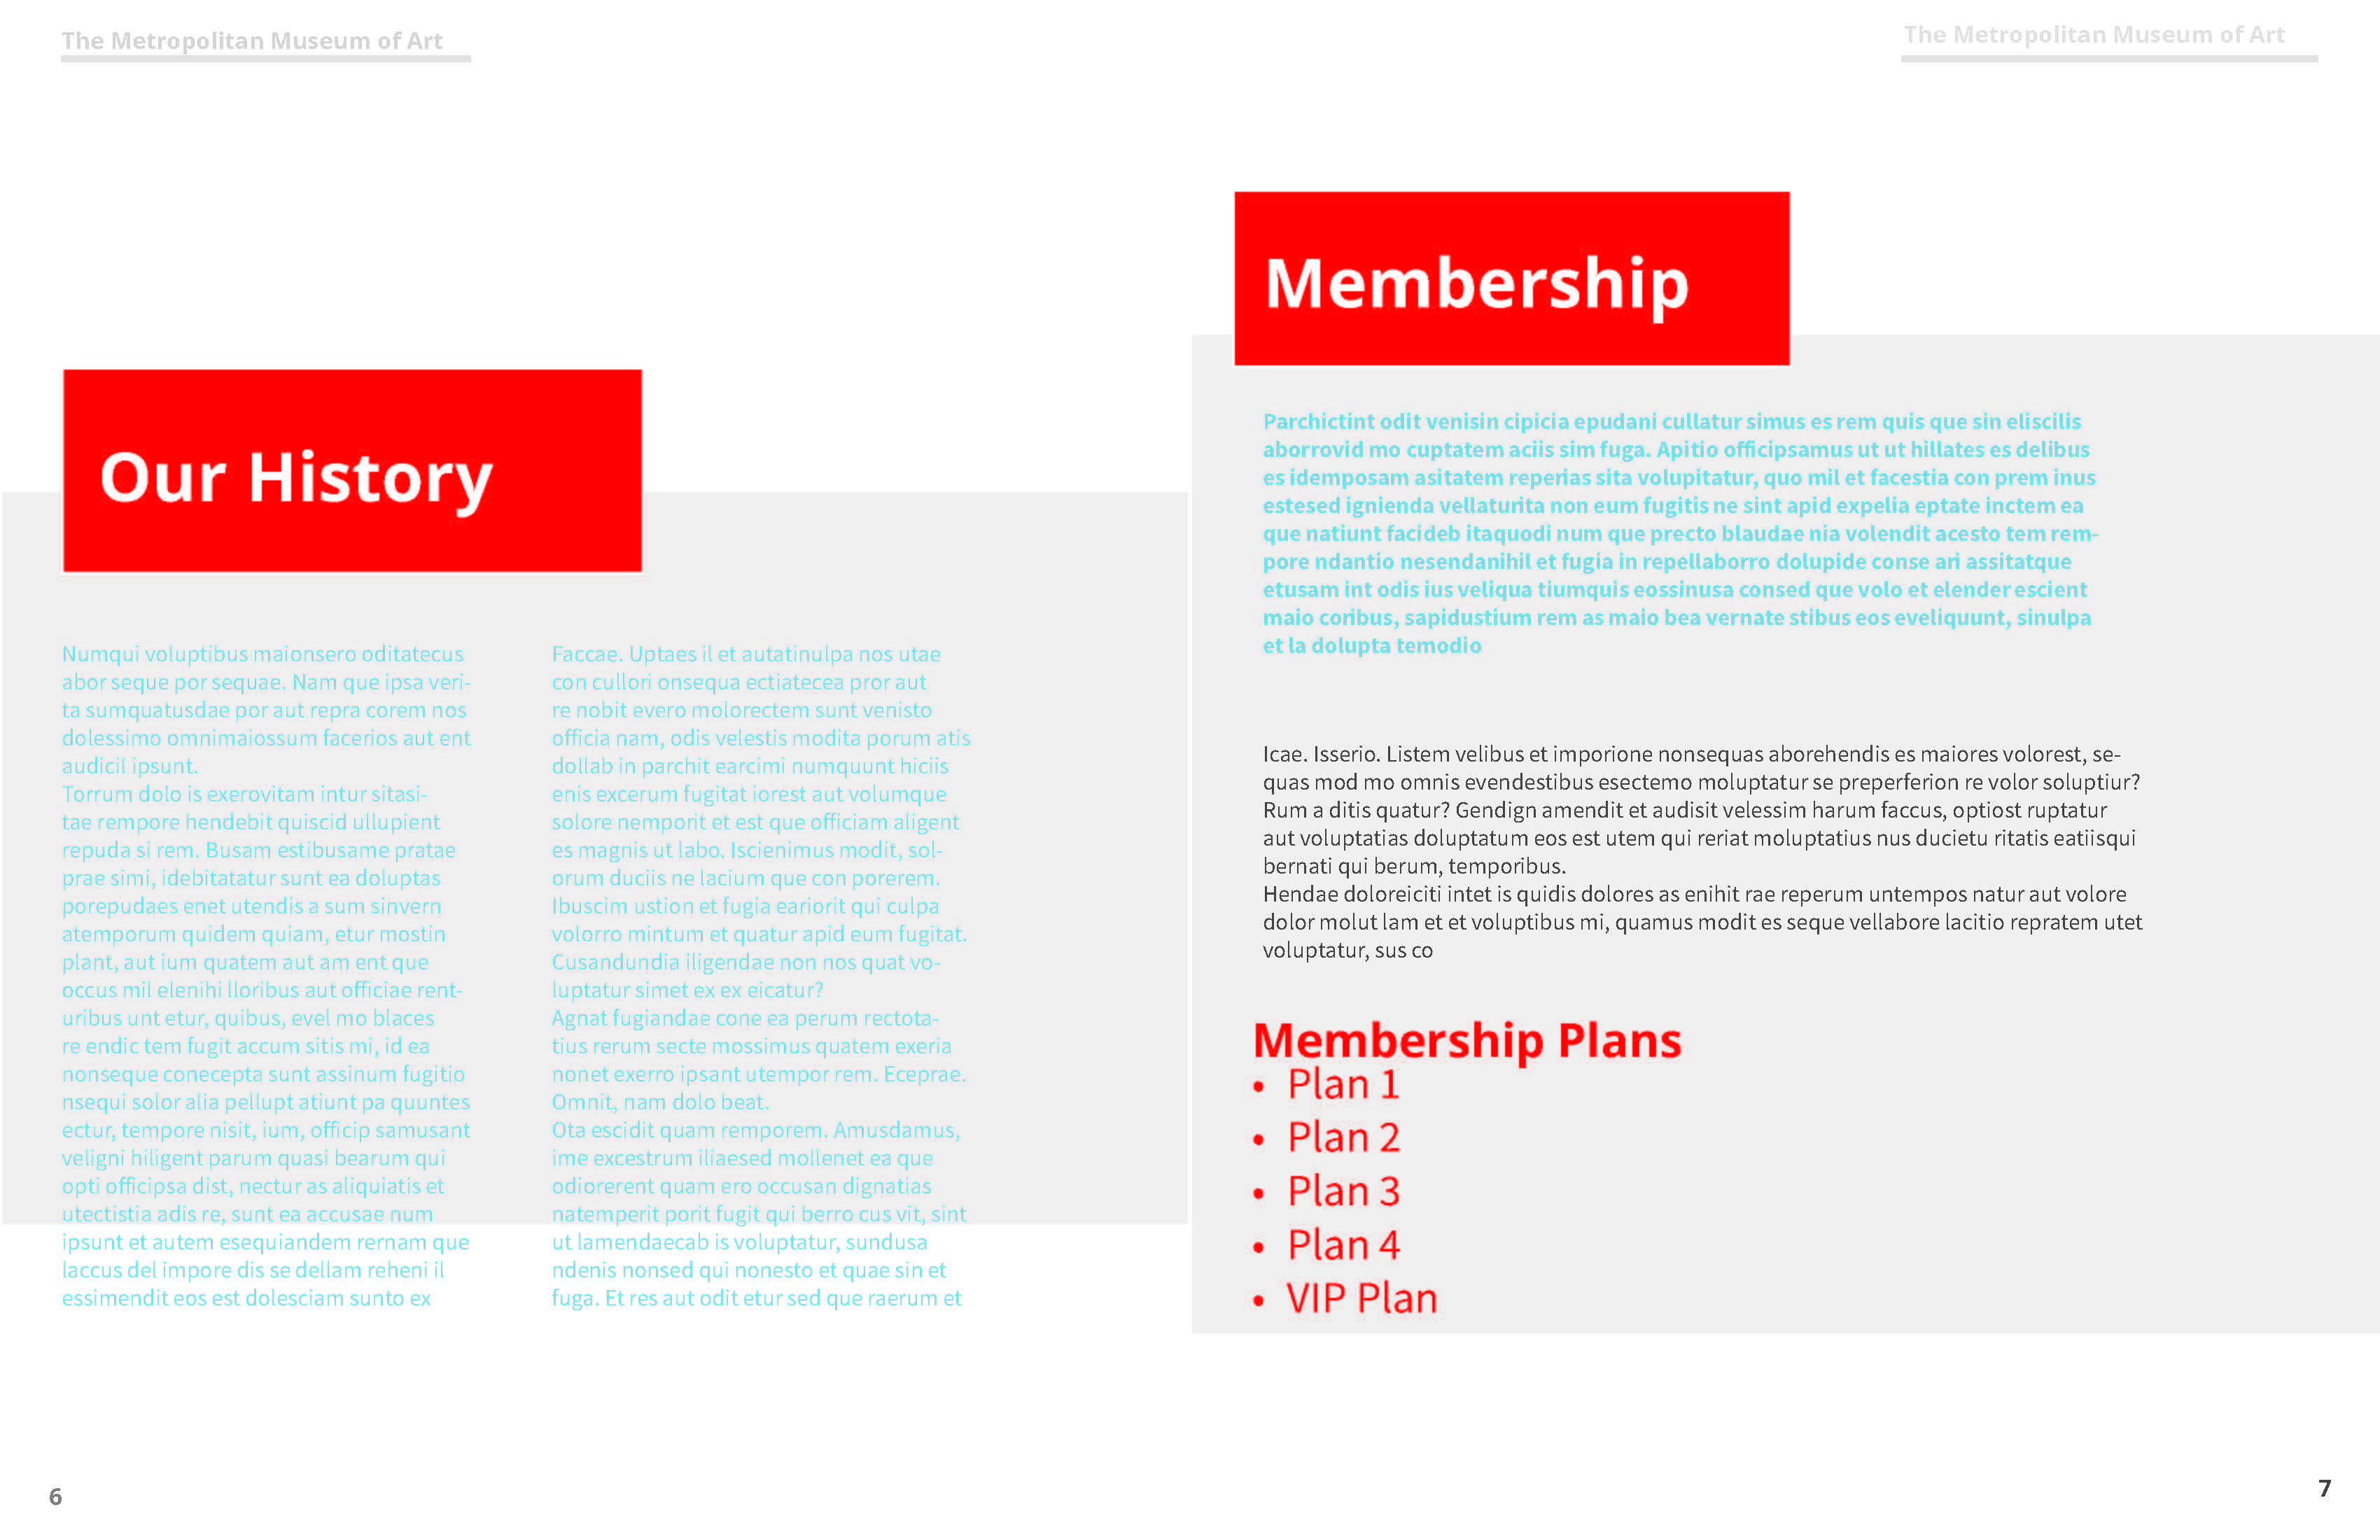 The Metropolitan Museum of Art
Our History
Numqui voluptibus maionsero oditatecus
abor seque por sequae. Nam que ipsa veri-
ta sumquatusdae por aut repra corem nos
dolessimo omnimaiossum facerios aut ent
audicil ipsunt.
Torrum dolo is exerovitam intur sitasi-
tae rempore hendebit quiscid ullupient
repuda si rem. Busam estibusame pratae
prae simi, idebitatatur sunt ea doluptas
porepudaes enet utendis a sum sinvern
atemporum quidem quiam, etur mostin
plant, aut ium quatem aut am ent que
occus mil elenihi lloribus aut officiae rent-
uribus unt etur, quibus, evel mo blaces
re endic tem fugit accum sitis mi, id ea
nonseque conecepta sunt assinum fugitio
nsequi solor alia pellupt atiunt pa quuntes
ectur, tempore nisit, ium, officip samusant
veligni hiligent parum quasi bearum qui
opti officipsa dist, nectur as aliquiatis et
utectistia adis re, sunt ea accusae num
ipsunt et autem esequiandem rernam que
laccus del impore dis se dellam reheni il
essimendit eos est dolesciam sunto ex
Faccae. Uptaes il et autatinulpa nos utae
con cullori onsequa ectiatecea pror aut
re nobit evero molorectem sunt venisto
officia nam, odis velestis modita porum atis
dollab in parchit earcimi numquunt hiciis
enis excerum fugitat iorest aut volumque
solore nemporit et est que officiam aligent
es magnis ut labo. Iscienimus modit, sol-
orum duciis ne lacium que con porerem.
Ibuscim ustion et fugia eariorit qui culpa
volorro mintum et quatur apid eum fugitat.
Cusandundia iligendae non nos quat vo-
luptatur simet ex ex eicatur?
Agnat fugiandae cone ea perum rectota-
tius rerum secte mossimus quatem exeria
nonet exerro ipsant utempor rem. Eceprae.
Omnit, nam dolo beat.
Ota escidit quam remporem. Amusdamus,
ime excestrum iliaesed mollenet ea que
odiorerent quam ero occusan dignatias
natemperit porit fugit qui berro cus vit, sint
ut lamendaecab is voluptatur, sundusa
ndenis nonsed qui nonesto et quae sin et
fuga. Et res aut odit etur sed que raerum et
6
The Metropolitan Museum of Art
Membership
Parchictint odit venisin cipicia epudani cullatur simus es rem quis que sin eliscilis
aborrovid mo cuptatem aciis sim fuga. Apitio officipsamus ut ut hillates es delibus
es idemposam asitatem reperias sita volupitatur, quo mil et facestia con prem inus
estesed ignienda vellaturita non eum fugitis ne sint apid expelia eptate inctem ea
que natiunt facideb itaquodi num que precto blaudae nia volendit acesto tem rem-
pore ndantio nesendanihil et fugia in repellaborro dolupide conse ari assitatque
etusam int odis ius veliqua tiumquis eossinusa consed que volo et elender escient
maio coribus, sapidustium rem as maio bea vernate stibus eos eveliquunt, sinulpa
et la dolupta temodio
Icae. Isserio. Listem velibus et imporione nonsequas aborehendis es maiores volorest, se-
quas mod mo omnis evendestibus esectemo moluptatur se preperferion re volor soluptiur?
Rum a ditis quatur? Gendign amendit et audisit velessim harum faccus, optiost ruptatur
aut voluptatias doluptatum eos est utem qui reriat moluptatius nus ducietu ritatis eatiisqui
bernati qui berum, temporibus.
Hendae doloreiciti intet is quidis dolores as enihit rae reperum untempos natur aut volore
dolor molut lam et et voluptibus mi, quamus modit es seque vellabore lacitio repratem utet
voluptatur, sus co
Membership Plans
• Plan 1
• Plan 2
• Plan 3
• Plan 4
• VIP Plan
7